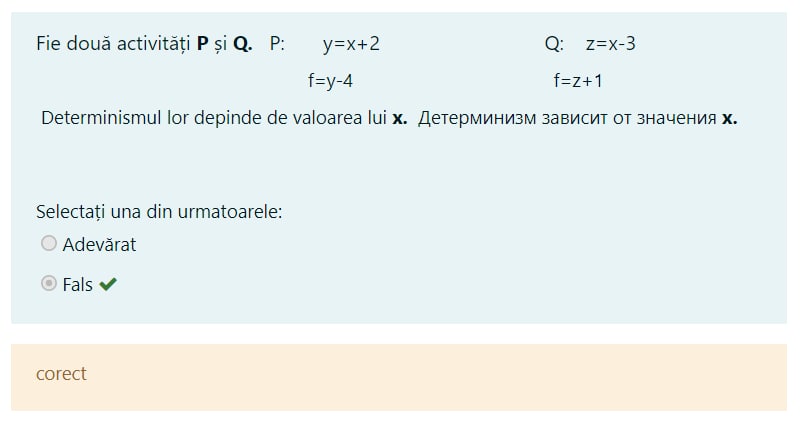 Fie două activități P și Q. P: y=x+2 Q: z=x-3
f=y-4 f=z+1
Determinismul lor depinde de valoarea lui x. Детерминизм зависит от значения x.
Selectați una din urmatoarele:
Adevărat
Fals
corect